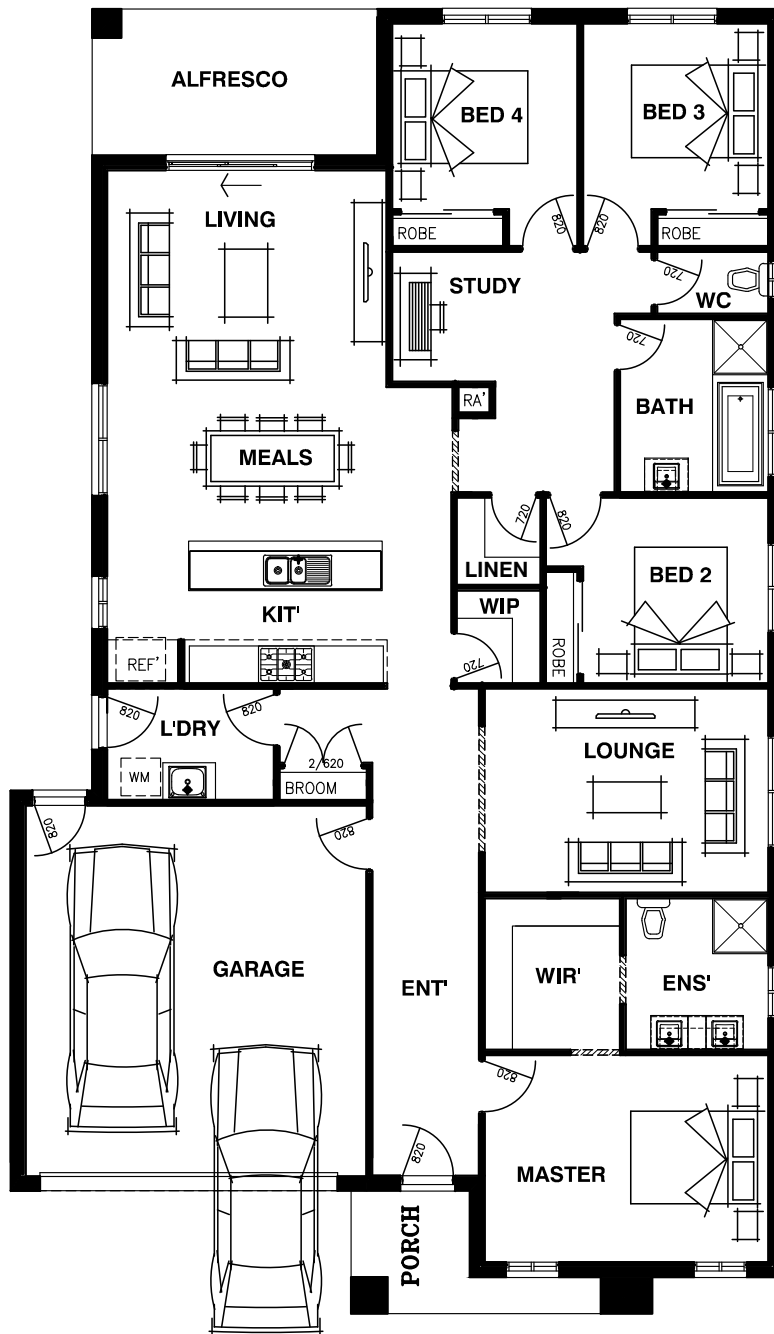 ALFRESCO
BED 4
BED 3
LIVING
ROBE
820
820
ROBE
720
WC
STUDY
720
RA'
BATH
MEALS
720
820
LINEN
BED 2
WIP
KIT'
ROBE
REF'
720
820
L'DRY
820
LOUNGE
2/620
WM
BROOM
820
820
GARAGE
ENT'
WIR'
ENS'
820
820
MASTER
PORCH